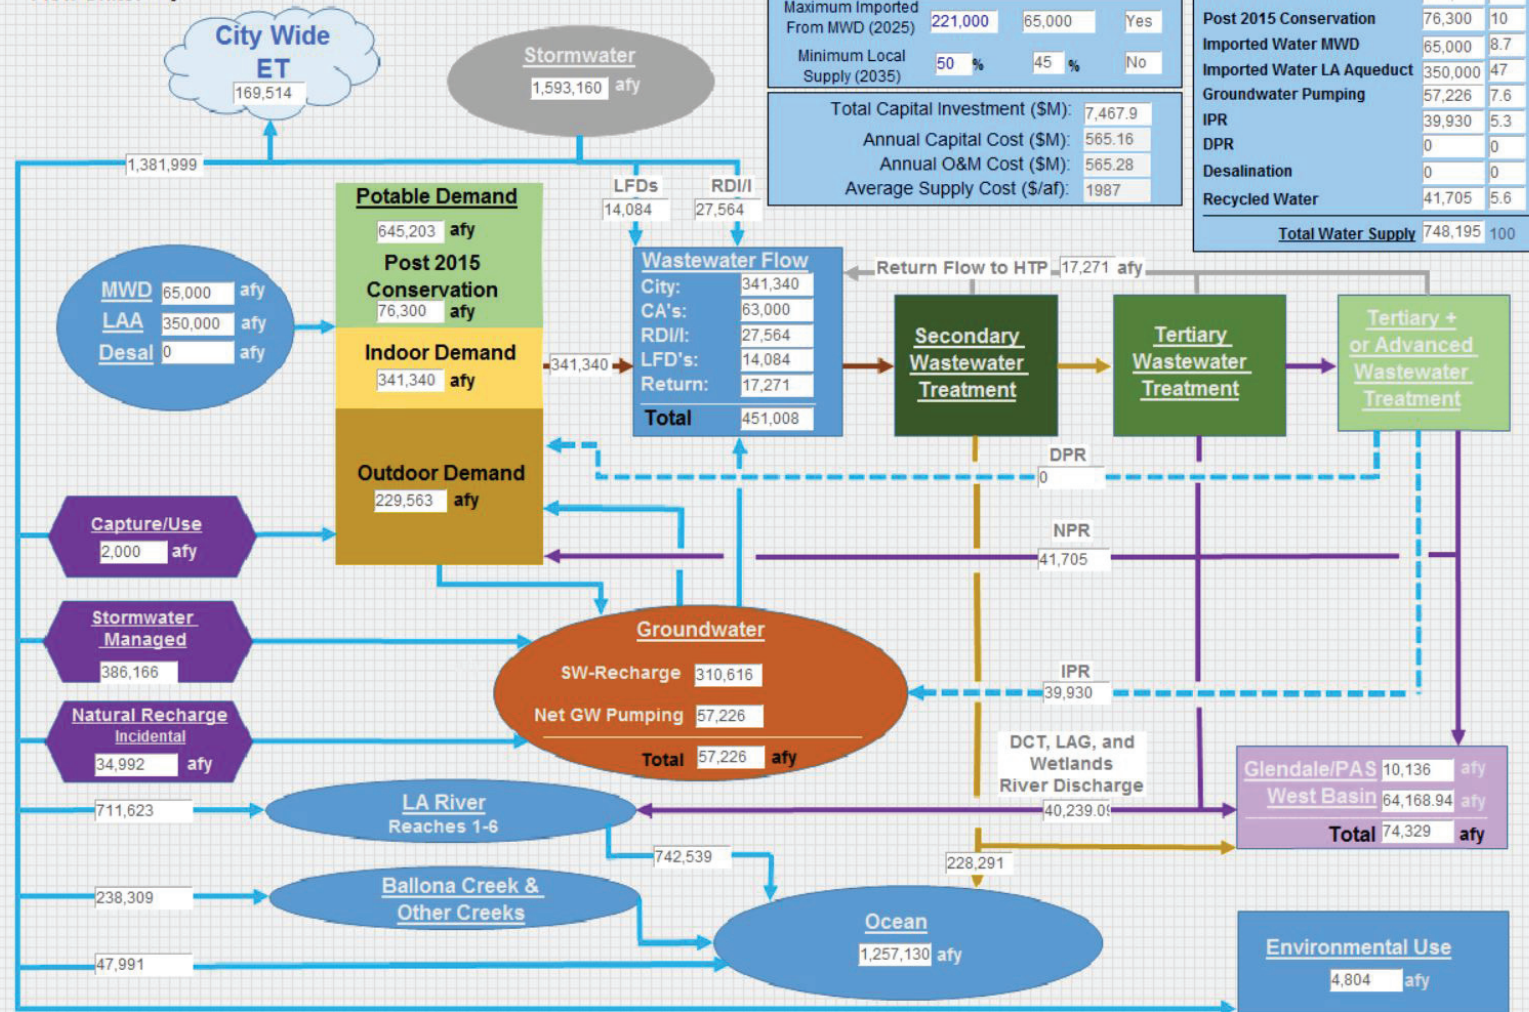 City Wide
ET
169,514
Stormwater
1,593,160 afy
Maximum Imported
From MWD (2025) 221,000 65,000 Yes
Minimum Local
Supply (2035) 50 % 45 % No
Total Capital Investment ($M): 7,467.9
Annual Capital Cost ($M): 565.16
Annual O&M Cost ($M): 565.28
Average Supply Cost ($/af): 1987
Post 2015 Conservation 76,300 10
Imported Water MWD 65,000 8.7
Imported Water LA Aqueduct 350,000 47
Groundwater Pumping 57,226 7.6
IPR 39,930 5.3
DPR 0 0
Desalination 0 0
Recycled Water 41,705 5.6
Total Water Supply 748,195 100
1,381,999
LFDs
14,084
RDI/I
27,564
Potable Demand
645,203 afy
Post 2015
Conservation
76,300 afy
Indoor Demand
341,340 afy
Outdoor Demand
229,563 afy
MWD 65,000 afy
LAA 350,000 afy
Desal 0 afy
341,340
Wastewater Flow
City: 341,340
CA's: 63,000
RDI/I: 27,564
LFD's: 14,084
Return: 17,271
Total 451,008
Return Flow to HTP 17,271 afy
Secondary
Wastewater
Treatment
Tertiary
Wastewater
Treatment
Tertiary +
or Advanced
Wastewater
Treatment
DPR
0
NPR
41,705
IPR
39,930
Capture/Use
2,000 afy
Stormwater
Managed
386,166
Natural Recharge
Incidental
34,992 afy
Groundwater
SW-Recharge 310,616
Net GW Pumping 57,226
Total 57,226 afy
DCT, LAG, and
Wetlands
River Discharge
40,239.09
Glendale/PAS 10,136 afy
West Basin 64,168.94 afy
Total 74,329 afy
711,623
LA River
Reaches 1-6
742,539
228,291
238,309
Ballona Creek &
Other Creeks
47,991
Ocean
1,257,130 afy
Environmental Use
4,804 afy